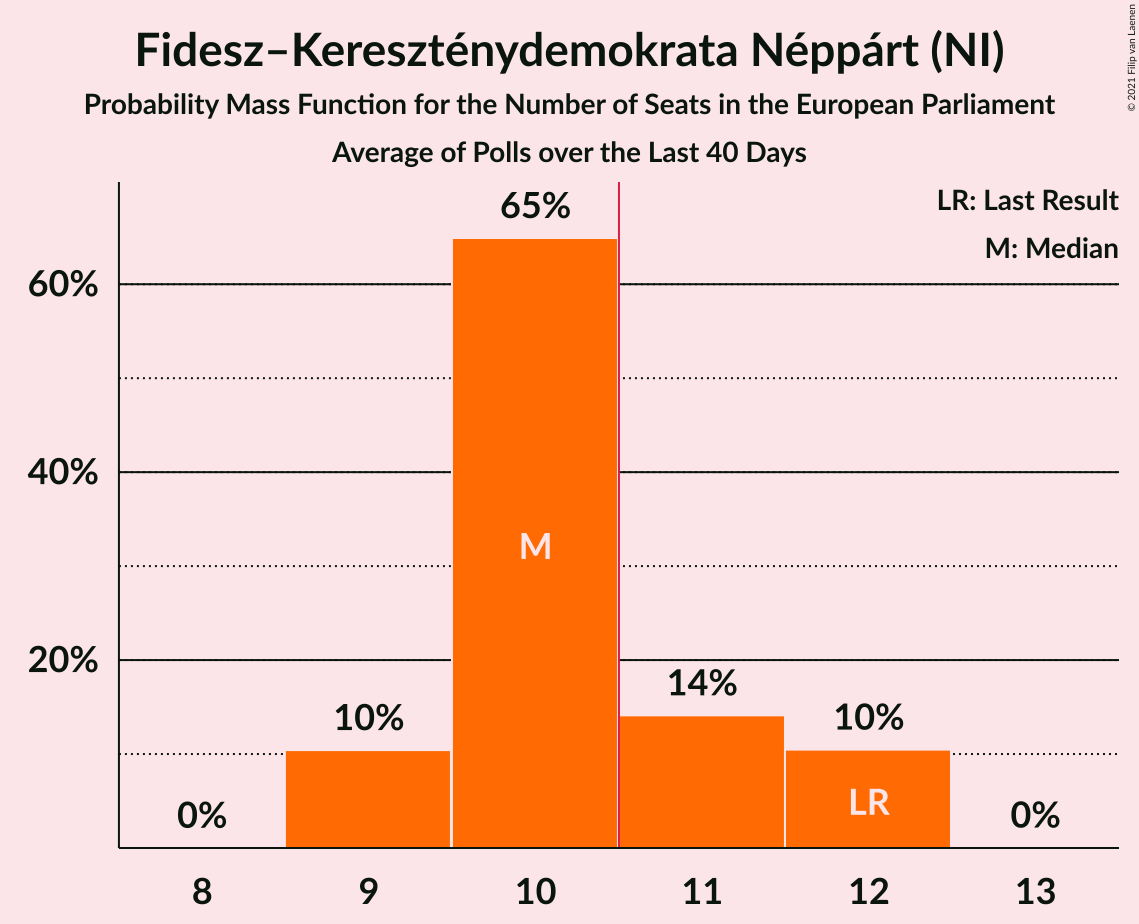 Fidesz–Kereszténydemokrata Néppárt (NI)
Probability Mass Function for the Number of Seats in the European Parliament
Average of Polls over the Last 40 Days
© 2021 Filip van Laenen
LR: Last Result
M: Median
60%
40%
20%
0%
10%
65%
14%
10%
0%
M
LR
8
9
10
11
12
13